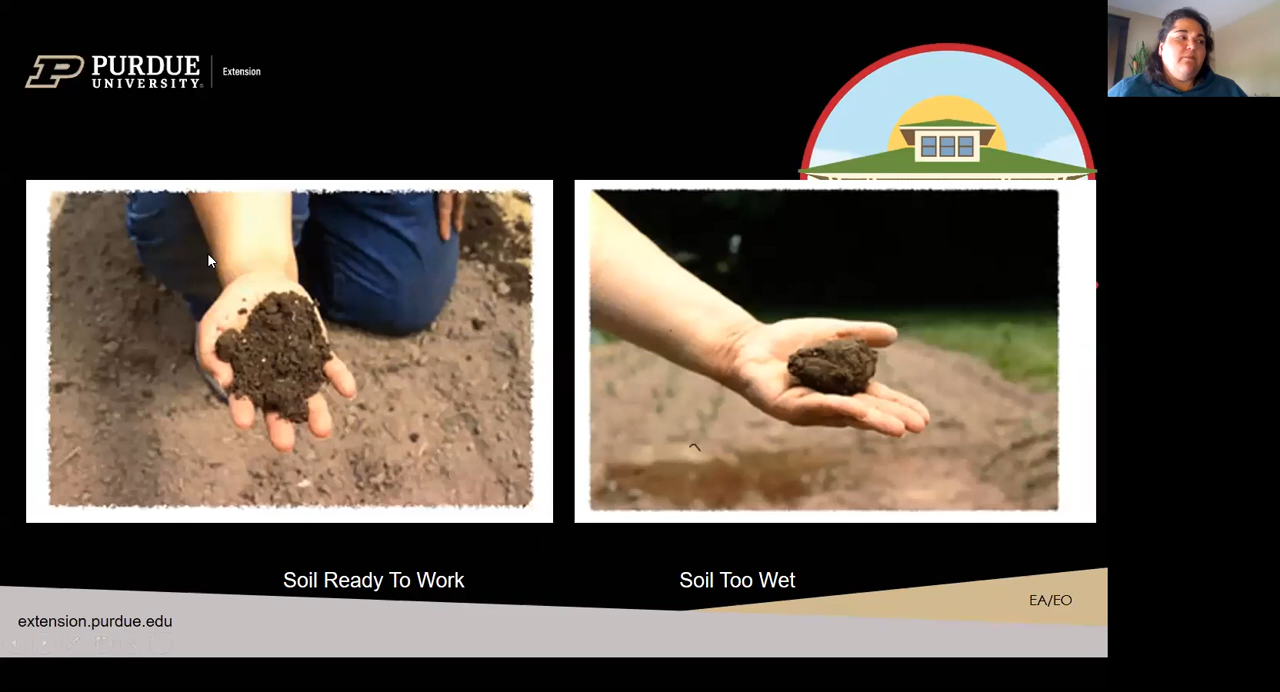 PURDUE
UNIVERSITY®
Extension
Soil Ready To Work
Soil Too Wet
EA/EO
extension.purdue.edu